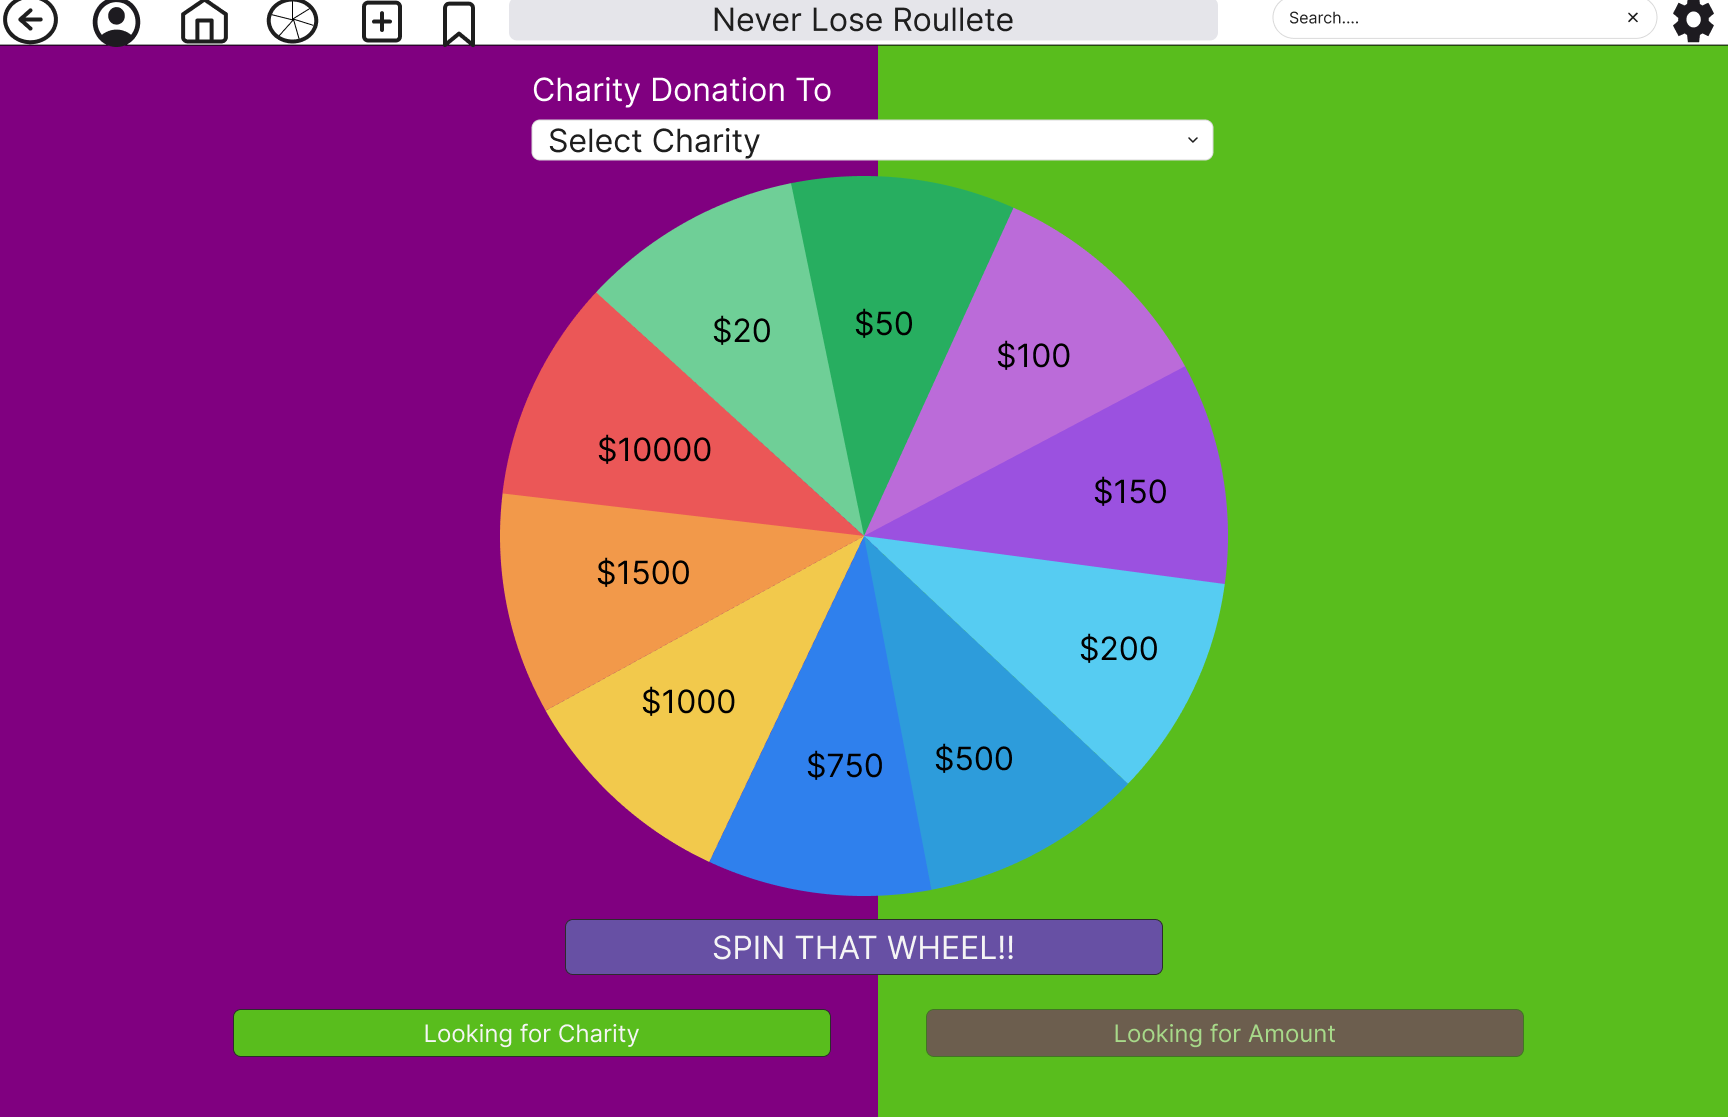 Never Lose Roullete
Search....
Charity Donation To
Select Charity
$20
$50
$100
$10000
$150
$1500
$200
$1000
$750
$500
SPIN THAT WHEEL!!
Looking for Charity
Looking for Amount